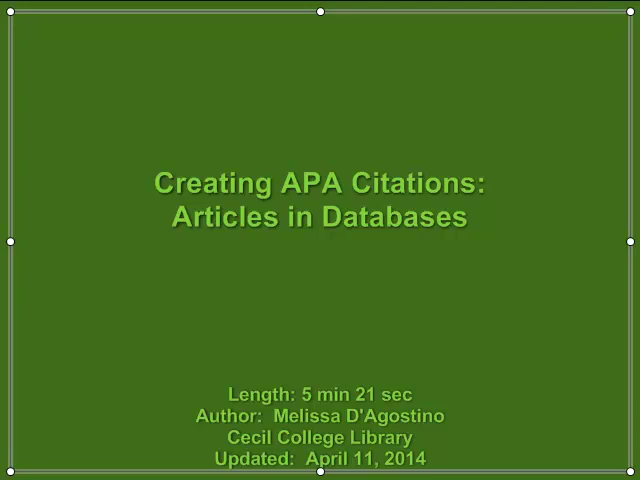 Creating APA Citations:
Articles in Databases
Length: 5 min 21 sec
Author:  Melissa D'Agostino
Cecil College Library
Updated:  April 11, 2014